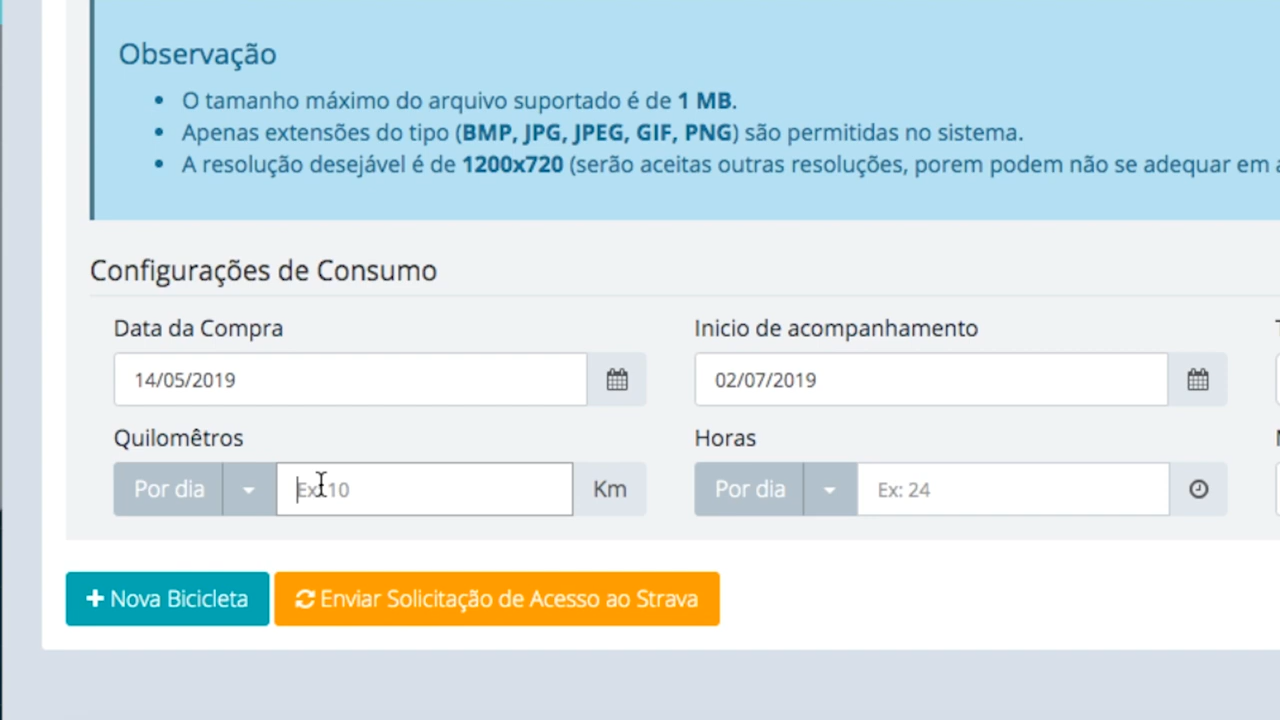 Observação
O tamanho máximo do arquivo suportado é de 1 MB.
Apenas extensões do tipo (BMP, JPG, JPEG, GIF, PNG) são permitidas no sistema.
A resolução desejável é de 1200x720 (serão aceitas outras resoluções, porem podem não se adequar em
Configurações de Consumo
Data da Compra
Inicio de acompanhamento
14/05/2019
02/07/2019
Quilomêtros
Horas
Por dia
Ex: 10
Km
Por dia
Ex: 24
Nova Bicicleta
Enviar Solicitação de Acesso ao Strava